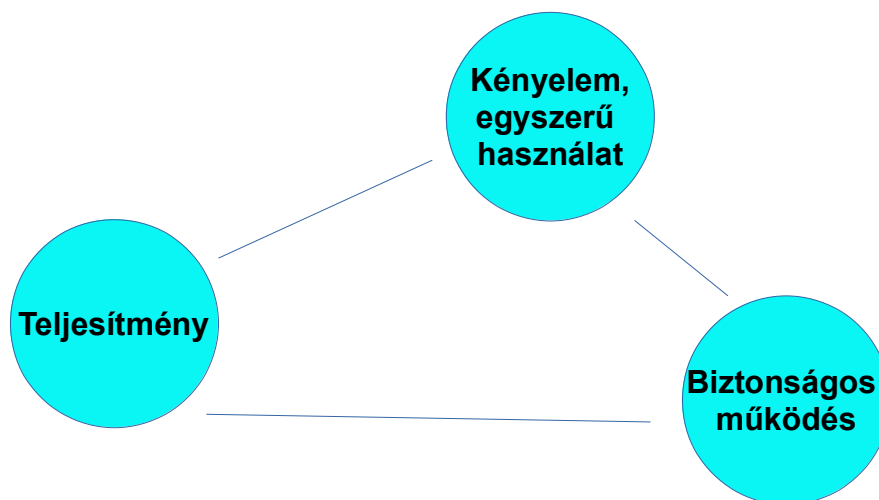 Kényelem,
egyszerű
használat
Teljesítmény
Biztonságos
működés